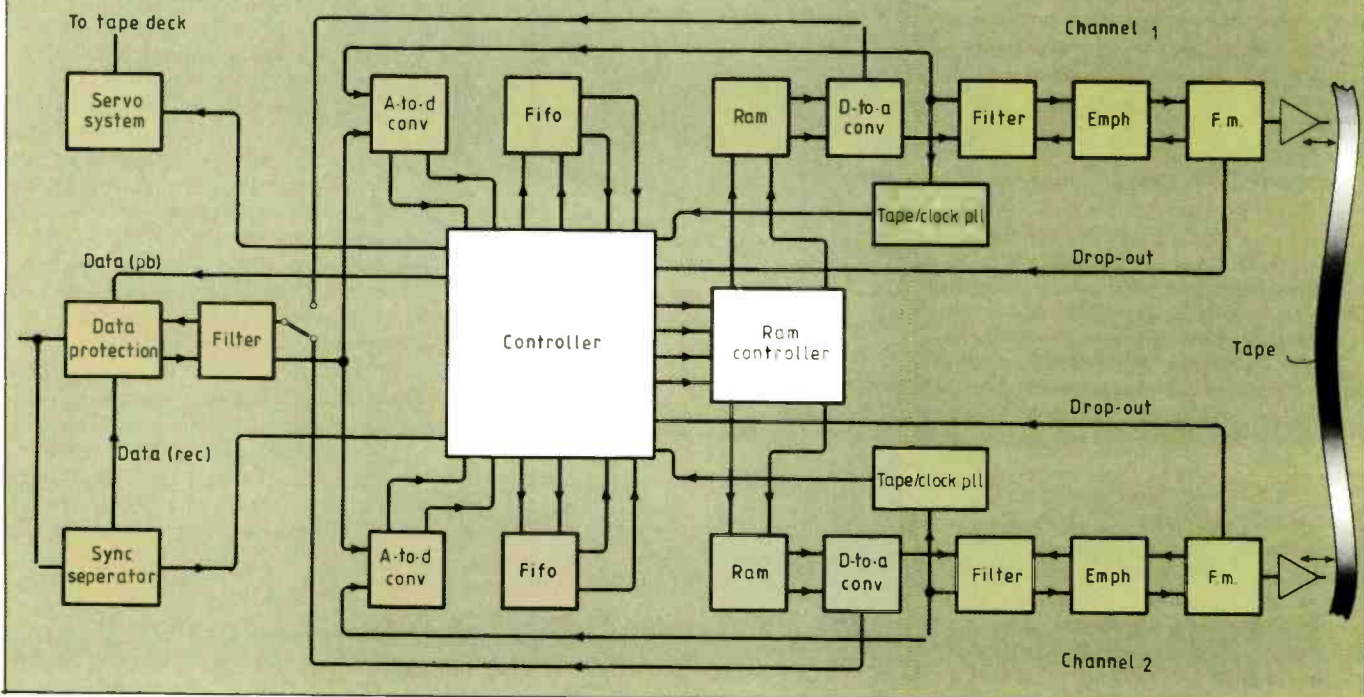 To tape deck
Channel 1
Servo
system
A-to-d
conv
Fifo
Ram
D-to-a
conv
Filter
Emph
F.m.
Tape/clock pll
Data (pb)
Drop-out
Data
protection
Filter
Controller
Ram
controller
Tape
Drop-out
Data (rec)
Tape/clock pll
Sync
seperator
A-to-d
conv
Fifo
Ram
D-to-a
conv
Filter
Emph
F.m.
Channel 2